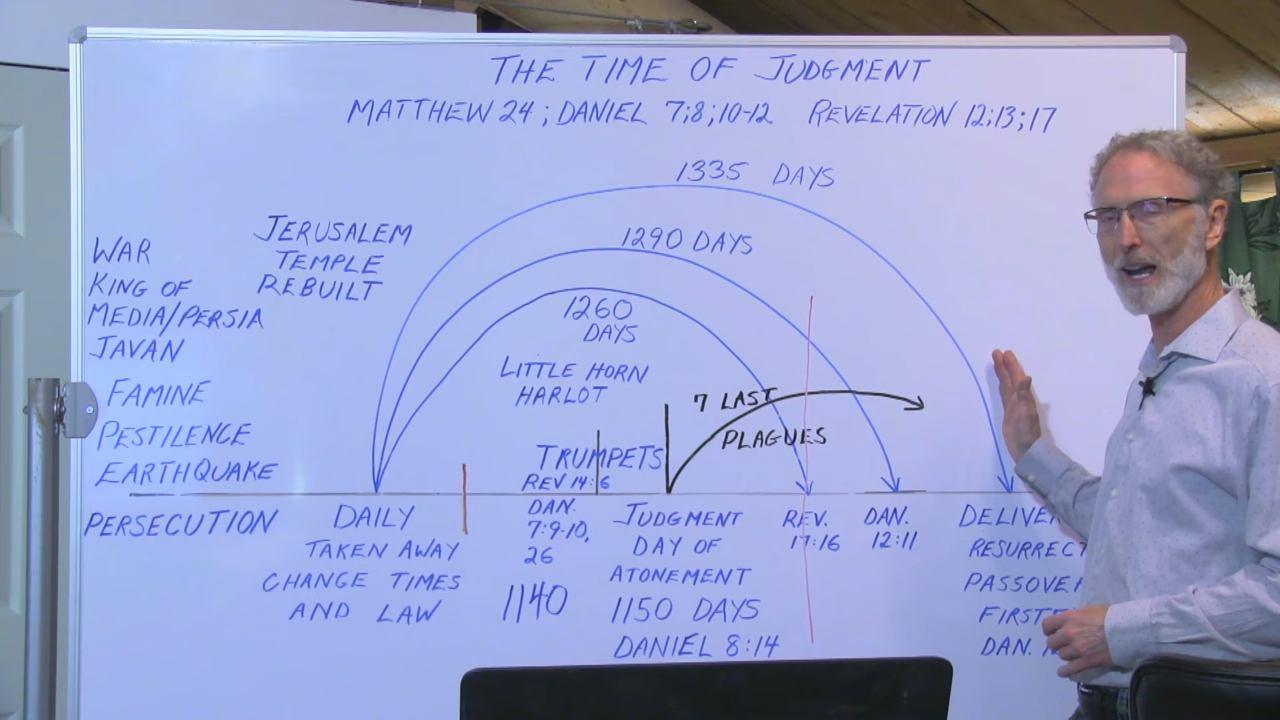 THE TIME OF JUDGMENT
MATTHEW 24; DANIEL 7;8;10-12 REVELATION 12;13;17
1335 DAYS
1290 DAYS
1260
DAYS
JERUSALEM
TEMPLE
REBUILT
WAR
KING OF
MEDIA/PERSIA
JAVAN
FAMINE
PESTILENCE
EARTHQUAKE
PERSECUTION
LITTLE HORN
HARLOT
7 LAST
PLAGUES
TRUMPETS
REV 14:6
DAN.
7:9-10,
26
1140
DAILY
TAKEN AWAY
CHANGE TIMES
AND LAW
JUDGMENT
DAY OF
ATONEMENT
1150 DAYS
DANIEL 8:14
REV.
17:16
DAN.
12:11
DELIVER
RESURRECT
PASSOVE
FIRST
DAN.